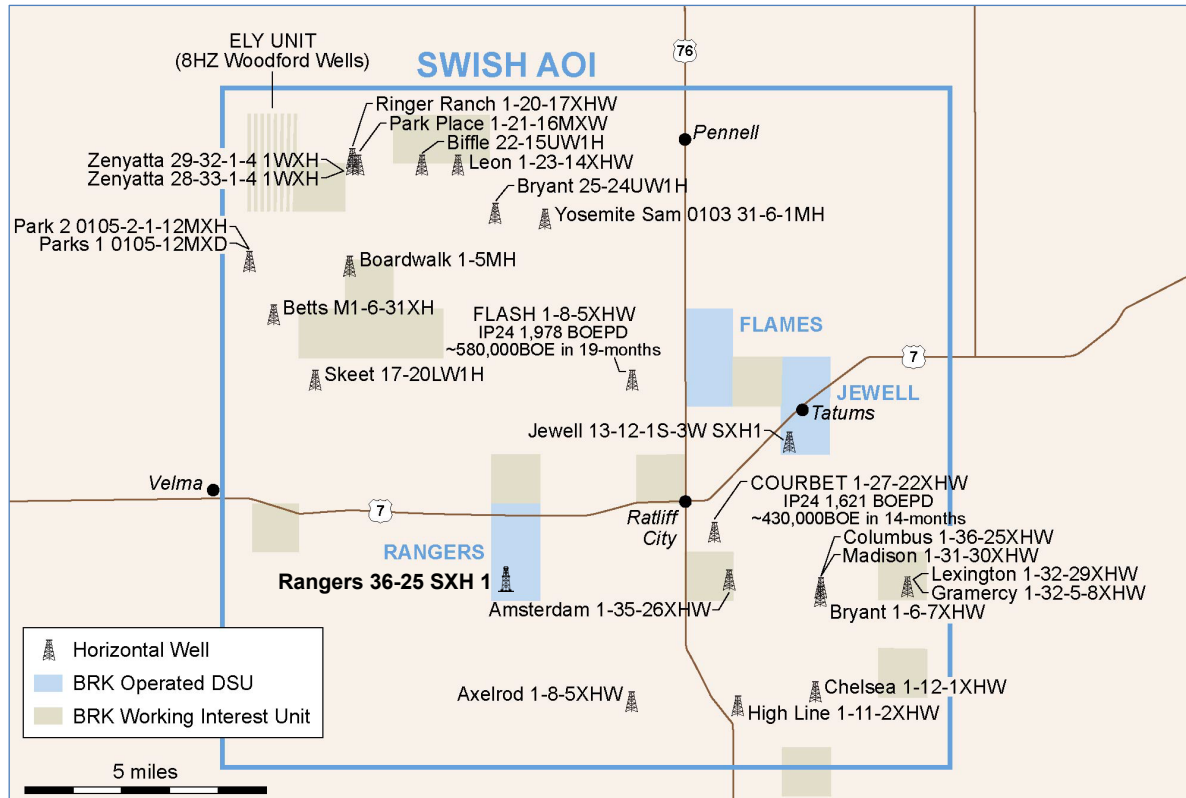 ELY UNIT
(8HZ Woodford Wells)
SWISH AOI
76
Ringer Ranch 1-20-17XHW
Park Place 1-21-16MXW
Biffle 22-15UW1H
Leon 1-23-14XHW
Pennell
Zenyatta 29-32-1-4 1WXH
Zenyatta 28-33-1-4 1WXH
Bryant 25-24UW1H
Yosemite Sam 0103 31-6-1MH
Park 2 0105-2-1-12MXH
Parks 1 0105-12MXD
Boardwalk 1-5MH
Betts M1-6-31XH
FLASH 1-8-5XHW
IP24 1,978 BOEPD
~580,000BOE in 19-months
FLAMES
7
Skeet 17-20LW1H
JEWELL
Tatums
Jewell 13-12-1S-3W SXH1
Velma
COURBET 1-27-22XHW
IP24 1,621 BOEPD
~430,000BOE in 14-months
7
Ratliff
City
Columbus 1-36-25XHW
Madison 1-31-30XHW
RANGERS
Rangers 36-25 SXH 1
Lexington 1-32-29XHW
Gramercy 1-32-5-8XHW
Amsterdam 1-35-26XHW
Bryant 1-6-7XHW
Horizontal Well
BRK Operated DSU
BRK Working Interest Unit
Axelrod 1-8-5XHW
Chelsea 1-12-1XHW
High Line 1-11-2XHW
5 miles